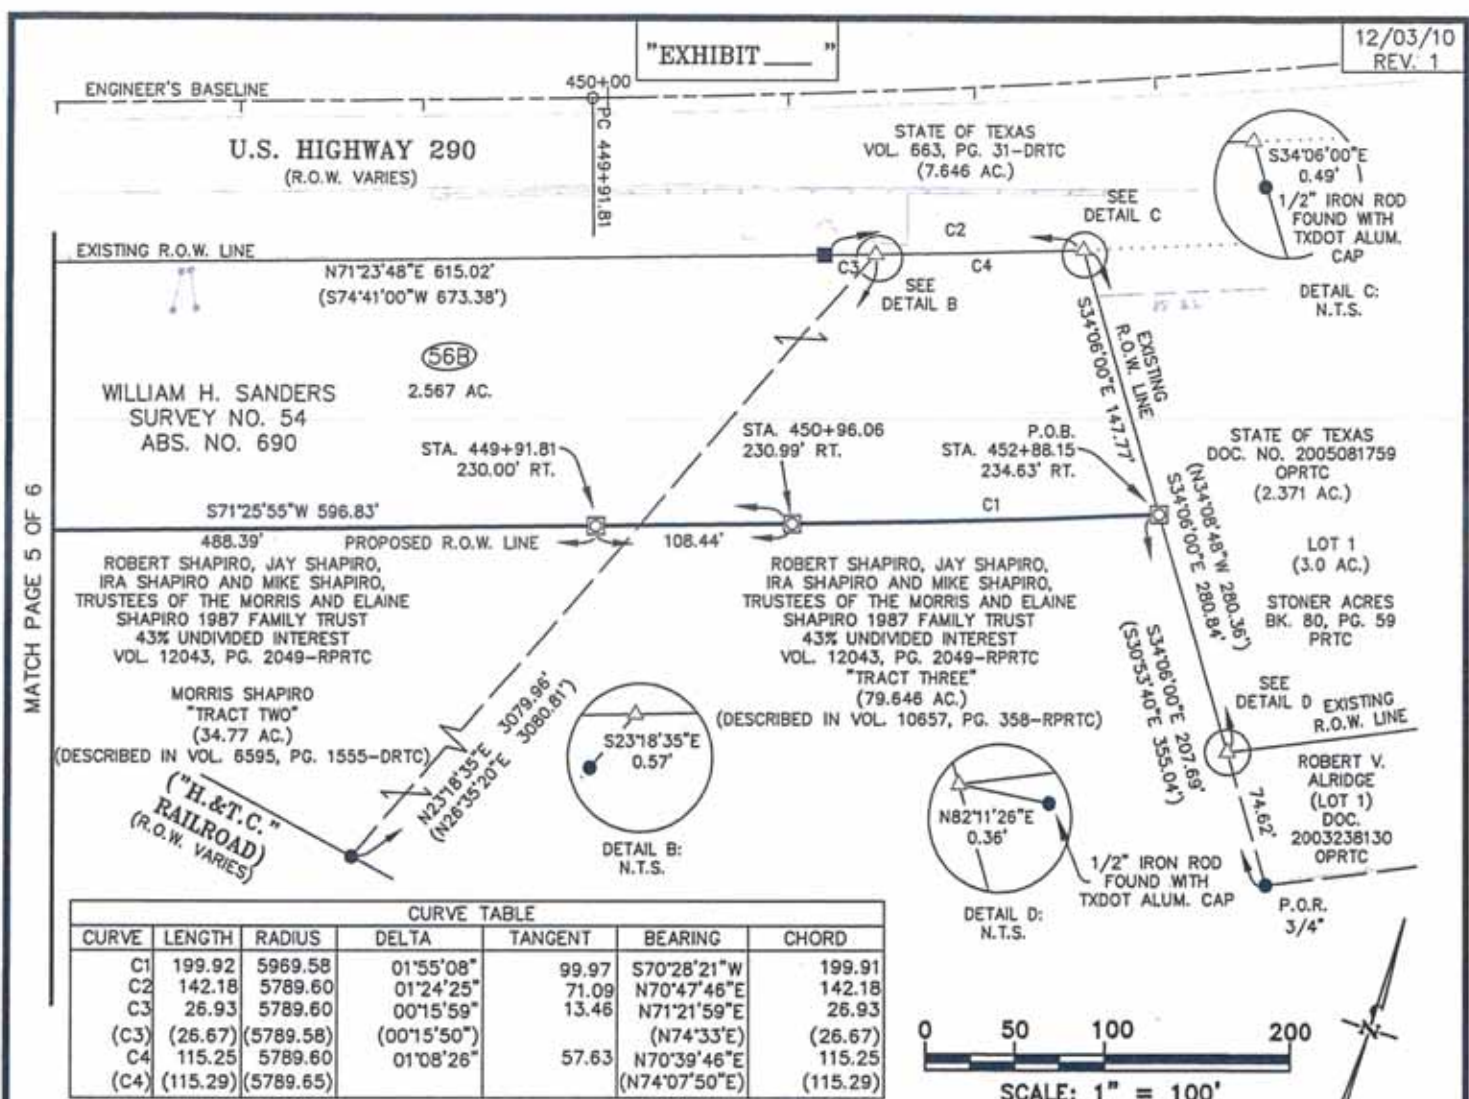 "EXHIBIT ____ "
12/03/10
REV. 1
ENGINEER'S BASELINE
450+00
PC 449+91.81
U.S. HIGHWAY 290
(R.O.W. VARIES)
STATE OF TEXAS
VOL. 663, PG. 31-DRTC
(7.646 AC.)
S34°06'00"E
0.49'
1/2" IRON ROD
FOUND WITH
TXDOT ALUM.
CAP
DETAIL C:
N.T.S.
SEE
DETAIL C
EXISTING R.O.W. LINE
N71°23'48"E 615.02'
(S74°41'00"W 673.38')
C2
C3
C4
SEE
DETAIL B
S34°06'00"E 147.77'
EXISTING
R.O.W. LINE
56B
2.567 AC.
WILLIAM H. SANDERS
SURVEY NO. 54
ABS. NO. 690
STA. 449+91.81
230.00' RT.
STA. 450+96.06
230.99' RT.
P.O.B.
STA. 452+88.15
234.63' RT.
STATE OF TEXAS
DOC. NO. 2005081759
OPRTC
(2.371 AC.)
(N34°08'48"W 280.36')
S34°06'00"E 280.84'
LOT 1
(3.0 AC.)
STONER ACRES
BK. 80, PG. 59
PRTC
MATCH PAGE 5 OF 6
S71°25'55"W 596.83'
488.39'
PROPOSED R.O.W. LINE
108.44'
C1
ROBERT SHAPIRO, JAY SHAPIRO,
IRA SHAPIRO AND MIKE SHAPIRO,
TRUSTEES OF THE MORRIS AND ELAINE
SHAPIRO 1987 FAMILY TRUST
43% UNDIVIDED INTEREST
VOL. 12043, PG. 2049-RPRTC
MORRIS SHAPIRO
"TRACT TWO"
(34.77 AC.)
(DESCRIBED IN VOL. 6595, PG. 1555-DRTC)
ROBERT SHAPIRO, JAY SHAPIRO,
IRA SHAPIRO AND MIKE SHAPIRO,
TRUSTEES OF THE MORRIS AND ELAINE
SHAPIRO 1987 FAMILY TRUST
43% UNDIVIDED INTEREST
VOL. 12043, PG. 2049-RPRTC
"TRACT THREE"
(79.646 AC.)
(DESCRIBED IN VOL. 10657, PG. 358-RPRTC)
S34°06'00"E 207.69'
(S30°53'40"E 355.04')
SEE
DETAIL D
EXISTING
R.O.W. LINE
("H.&T.C."
RAILROAD)
(R.O.W. VARIES)
N23°18'35"E 3079.96'
(N26°35'20"E 3080.81')
S23°18'35"E
0.57'
DETAIL B:
N.T.S.
N82°11'26"E
0.36'
1/2" IRON ROD
FOUND WITH
TXDOT ALUM. CAP
DETAIL D:
N.T.S.
74.62'
ROBERT V.
ALRIDGE
(LOT 1)
DOC.
2003238130
OPRTC
P.O.R.
3/4"
CURVE TABLE
CURVE LENGTH RADIUS DELTA TANGENT BEARING CHORD
C1 199.92 5969.58 01°55'08" 99.97 S70°28'21"W 199.91
C2 142.18 5789.60 01°24'25" 71.09 N70°47'46"E 142.18
C3 26.93 5789.60 00°15'59" 13.46 N71°21'59"E 26.93
(C3) (26.67) (5789.58) (00°15'50") (N74°33'E) (26.67)
C4 115.25 5789.60 01°08'26" 57.63 N70°39'46"E 115.25
(C4) (115.29) (5789.65) (N74°07'50"E) (115.29)
0 50 100 200
SCALE: 1" = 100'
N